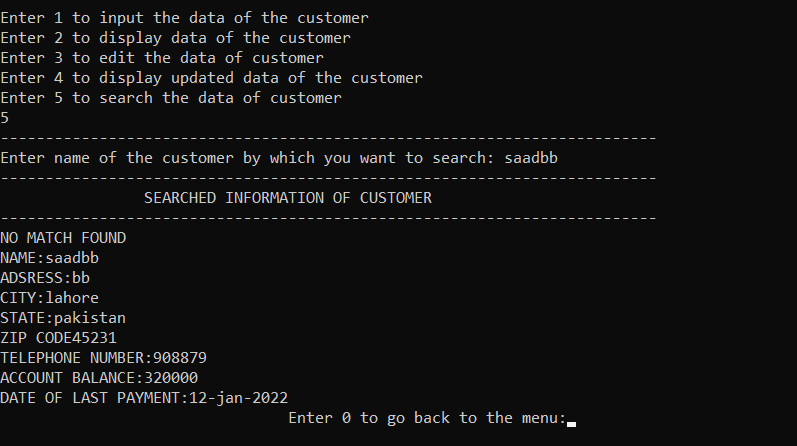 Enter 1 to input the data of the customer
Enter 2 to display data of the customer
Enter 3 to edit the data of customer
Enter 4 to display updated data of the customer
Enter 5 to search the data of customer
5
-------------------------------------------------------------------------
Enter name of the customer by which you want to search: saadbb
-------------------------------------------------------------------------
SEARCHED INFORMATION OF CUSTOMER
-------------------------------------------------------------------------
NO MATCH FOUND
NAME:saadbb
ADSRESS:bb
CITY:lahore
STATE:pakistan
ZIP CODE45231
TELEPHONE NUMBER:908879
ACCOUNT BALANCE:320000
DATE OF LAST PAYMENT:12-jan-2022
Enter 0 to go back to the menu: